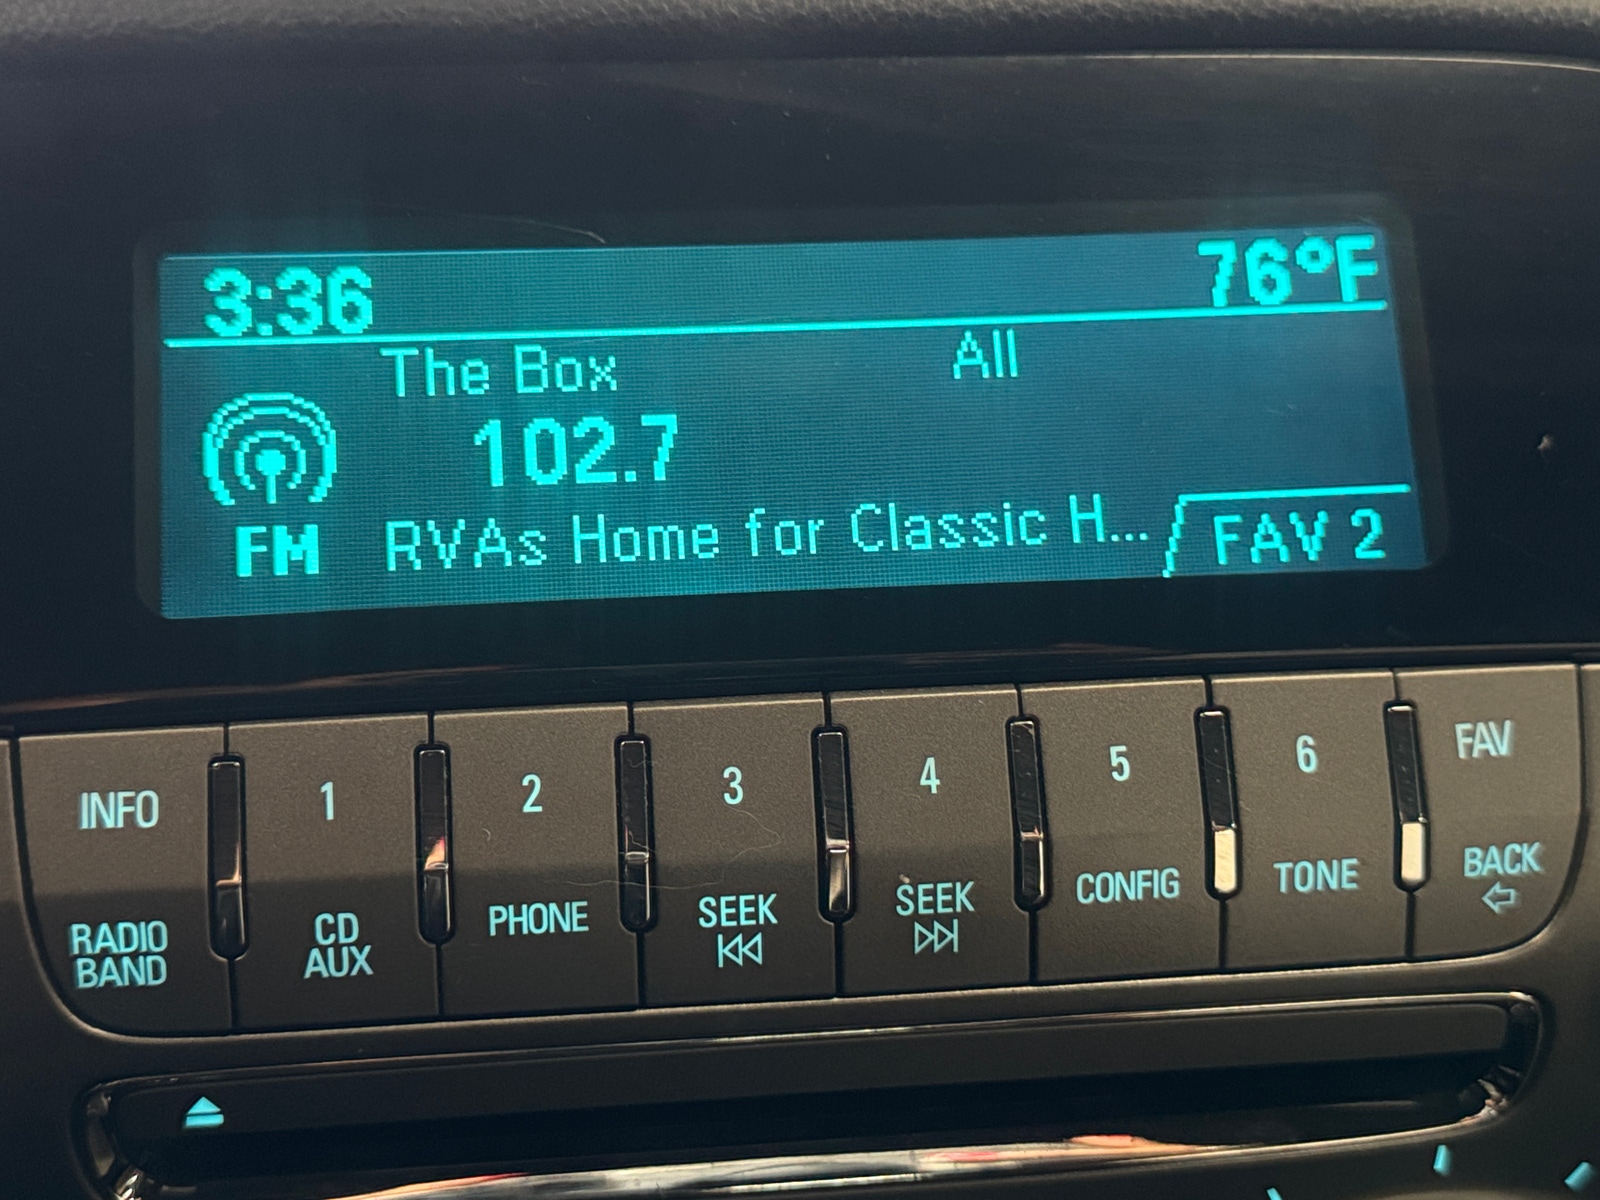 3:36 76°F
The Box All
102.7
FM RVAs Home for Classic H... FAV 2
INFO 1 2 3 4 5 6 FAV
RADIO BAND
CD AUX
PHONE
SEEK
SEEK
CONFIG
TONE
BACK